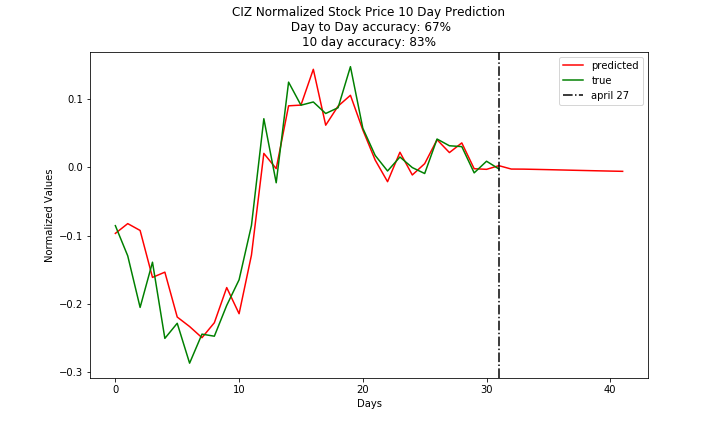 CIZ Normalized Stock Price 10 Day Prediction
Day to Day accuracy: 67%
10 day accuracy: 83%
predicted
true
april 27
0.1
0.0
−0.1
−0.2
−0.3
Normalized Values
0
10
20
30
40
Days